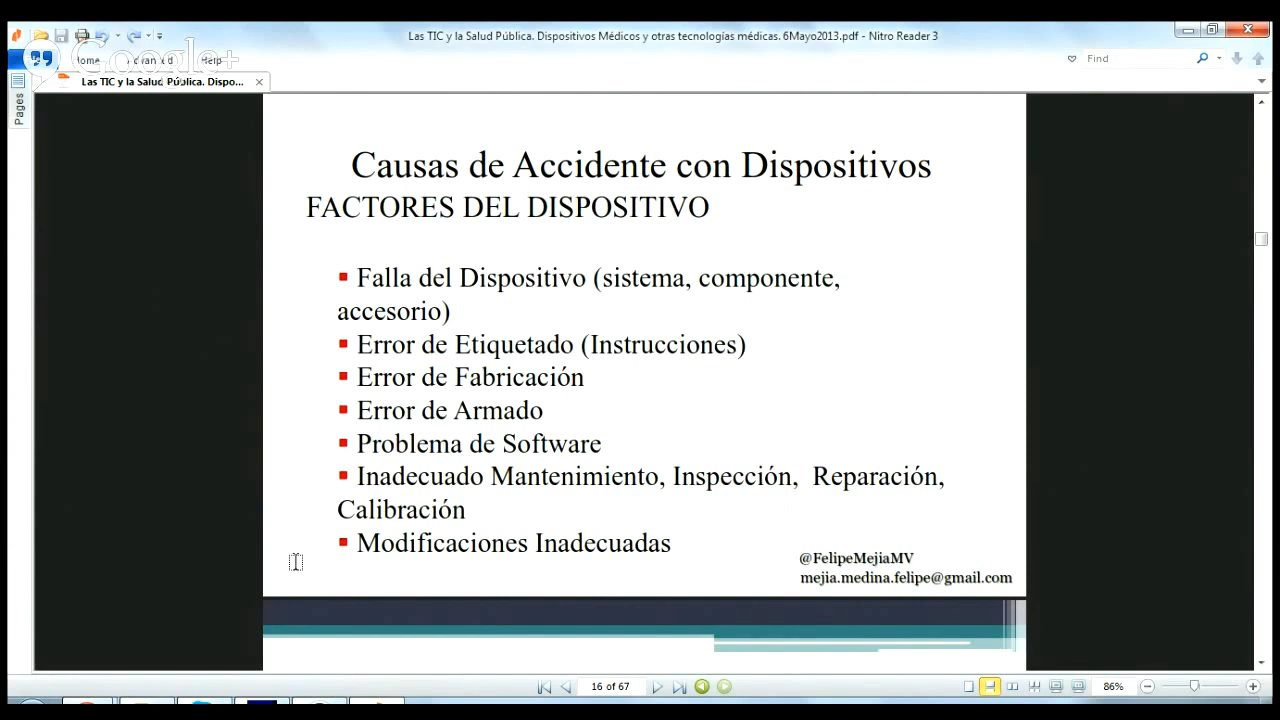 Las TIC y la Salud Pública. Dispositivos Médicos y otras tecnologías médicas. 6Mayo2013.pdf - Nitro Reader 3
Google+
Home Advanced Help
Find
Las TIC y la Salud Pública. Dispo...
Pages
Causas de Accidente con Dispositivos
FACTORES DEL DISPOSITIVO
▪ Falla del Dispositivo (sistema, componente,
accesorio)
▪ Error de Etiquetado (Instrucciones)
▪ Error de Fabricación
▪ Error de Armado
▪ Problema de Software
▪ Inadecuado Mantenimiento, Inspección, Reparación,
Calibración
▪ Modificaciones Inadecuadas
@FelipeMejiaMV
mejia.medina.felipe@gmail.com
16 of 67
86%